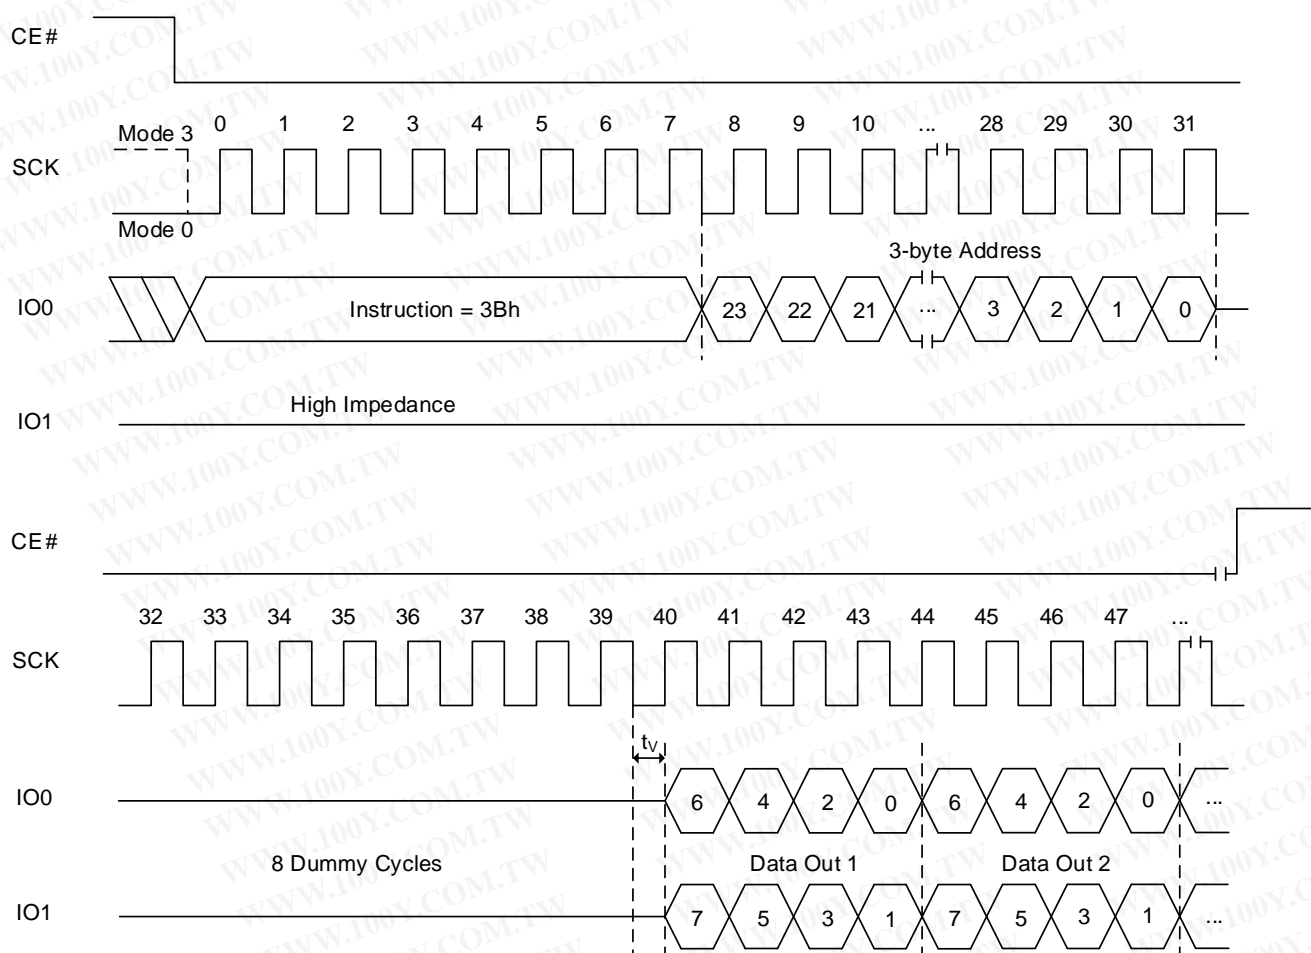 CE#
Mode 3 0 1 2 3 4 5 6 7 8 9 10 ... 28 29 30 31
SCK
Mode 0
3-byte Address
IO0 Instruction = 3Bh 23 22 21 ... 3 2 1 0
High Impedance
IO1
CE#
32 33 34 35 36 37 38 39 40 41 42 43 44 45 46 47 ...
SCK
tV
IO0 6 4 2 0 6 4 2 0 ...
8 Dummy Cycles Data Out 1 Data Out 2
IO1 7 5 3 1 7 5 3 1 ...
WWW.100Y.COM.TW